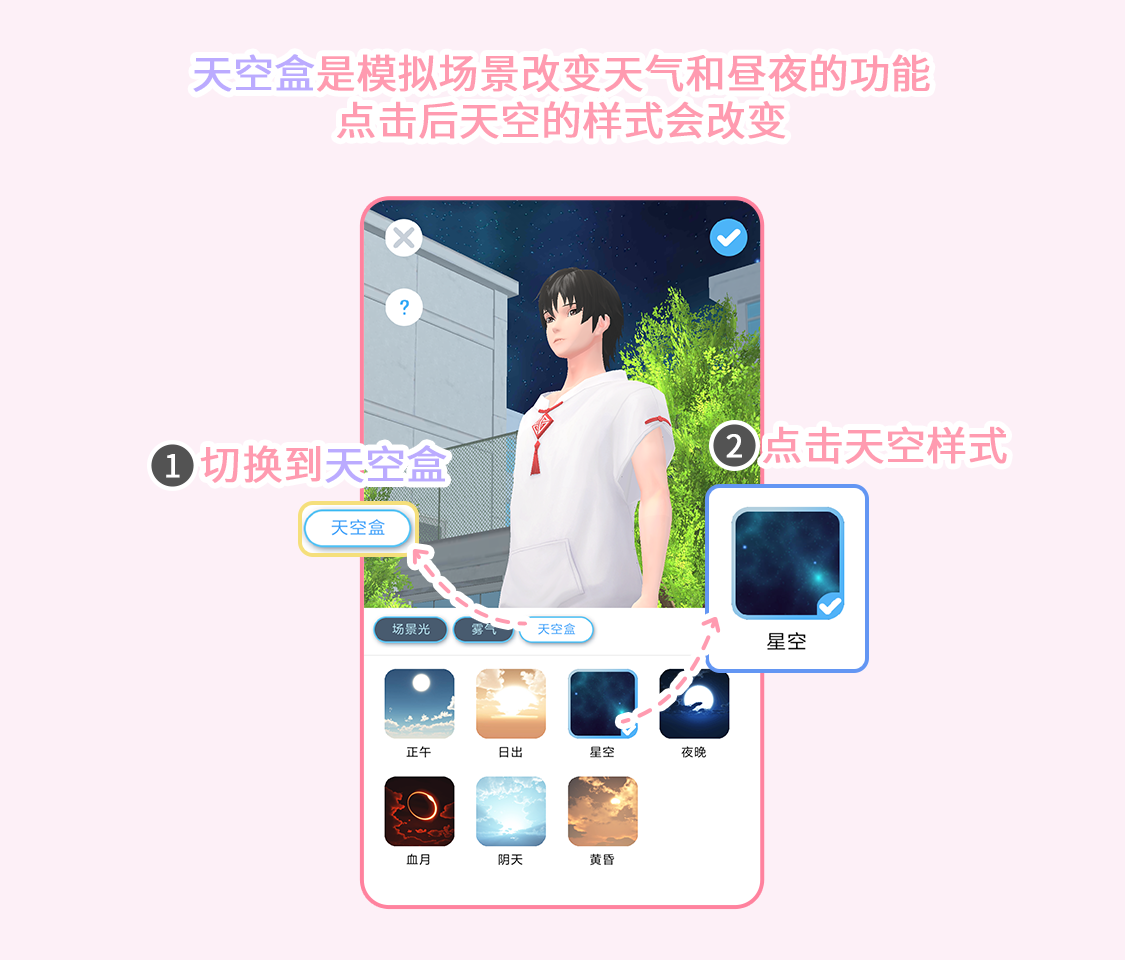 天空盒是模拟场景改变天气和昼夜的功能
点击后天空的样式会改变
?
1 切换到天空盒
2 点击天空样式
天空盒
星空
场景光 雾气 天空盒
正午 日出 星空 夜晚
血月 阴天 黄昏